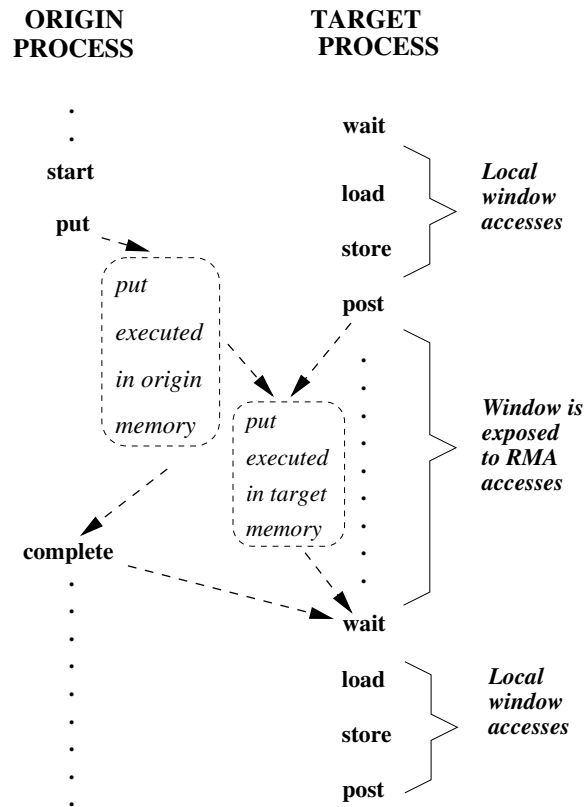 ORIGIN
PROCESS
TARGET
PROCESS
wait
start
load
Local
window
accesses
put
store
put
executed
in origin
memory
post
put
executed
in target
memory
Window is
exposed
to RMA
accesses
complete
wait
load
Local
window
accesses
store
post